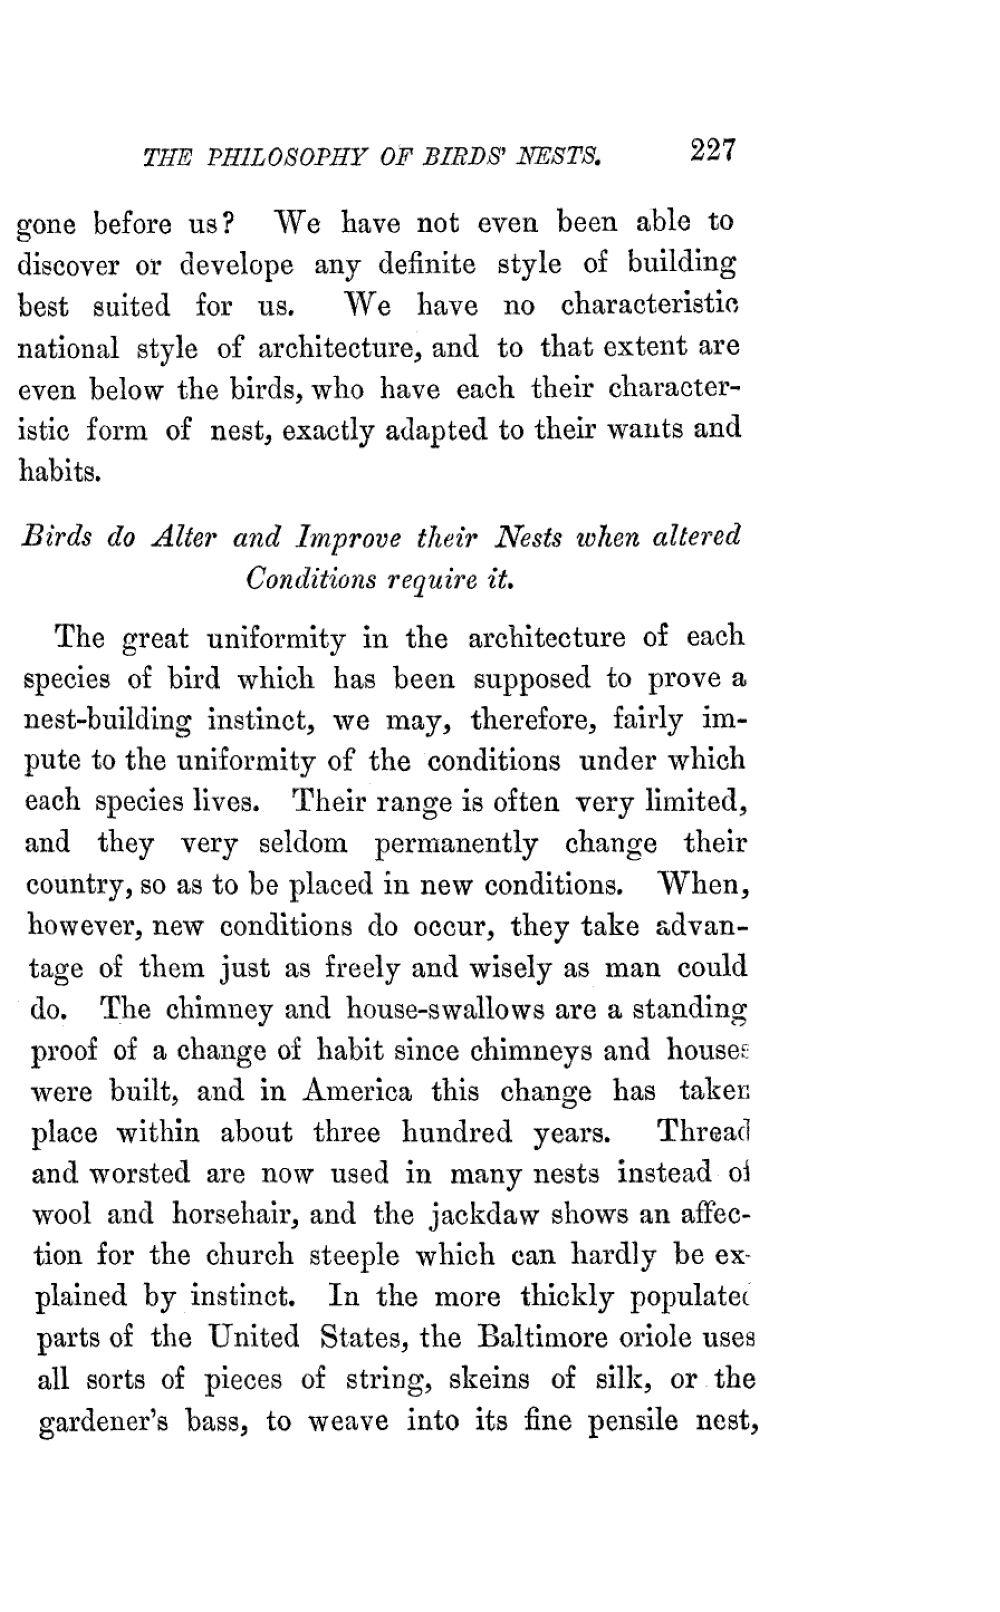 THE PHILOSOPHY OF BIRDS' NESTS. 227
gone before us? We have not even been able to
discover or develope any definite style of building
best suited for us. We have no characteristic
national style of architecture, and to that extent are
even below the birds, who have each their character-
istic form of nest, exactly adapted to their wants and
habits.
Birds do Alter and Improve their Nests when altered
Conditions require it.
The great uniformity in the architecture of each
species of bird which has been supposed to prove a
nest-building instinct, we may, therefore, fairly im-
pute to the uniformity of the conditions under which
each species lives. Their range is often very limited,
and they very seldom permanently change their
country, so as to be placed in new conditions. When,
however, new conditions do occur, they take advan-
tage of them just as freely and wisely as man could
do. The chimney and house-swallows are a standing
proof of a change of habit since chimneys and houses
were built, and in America this change has taken
place within about three hundred years. Thread
and worsted are now used in many nests instead of
wool and horsehair, and the jackdaw shows an affec-
tion for the church steeple which can hardly be ex-
plained by instinct. In the more thickly populated
parts of the United States, the Baltimore oriole uses
all sorts of pieces of string, skeins of silk, or the
gardener's bass, to weave into its fine pensile nest,